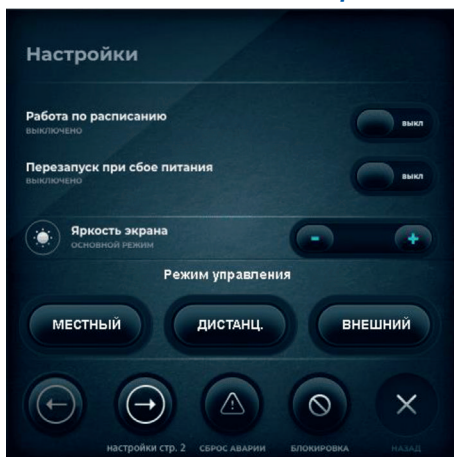 Настройки
Работа по расписанию
ВЫКЛЮЧЕНО
ВЫКЛ
Перезапуск при сбое питания
ВЫКЛЮЧЕНО
ВЫКЛ
Яркость экрана
ОСНОВНОЙ РЕЖИМ
- +
Режим управления
МЕСТНЫЙ ДИСТАНЦ. ВНЕШНИЙ
настройки стр. 2 СБРОС АВАРИИ БЛОКИРОВКА НАЗАД